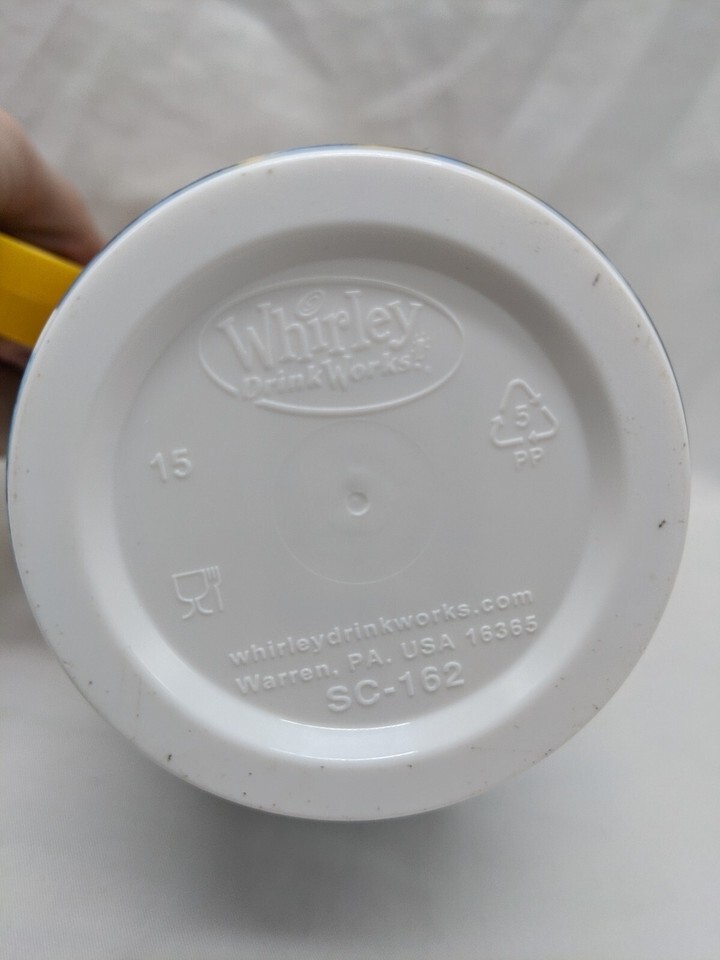 Whirley
DrinkWorks!
5
PP
15
whirleydrinkworks.com
Warren, PA, USA 16365
SC-162